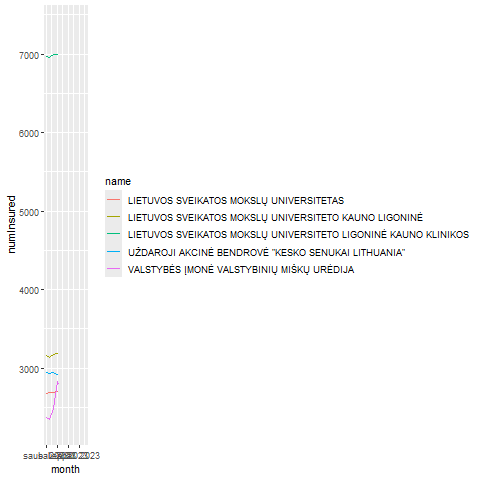 7000
6000
5000
4000
3000
numInsured
month
name
LIETUVOS SVEIKATOS MOKSLŲ UNIVERSITETAS
LIETUVOS SVEIKATOS MOKSLŲ UNIVERSITETO KAUNO LIGONINĖ
LIETUVOS SVEIKATOS MOKSLŲ UNIVERSITETO LIGONINĖ KAUNO KLINIKOS
UŽDAROJI AKCINĖ BENDROVĖ "KESKO SENUKAI LITHUANIA"
VALSTYBĖS ĮMONĖ VALSTYBINIŲ MIŠKŲ URĖDIJA